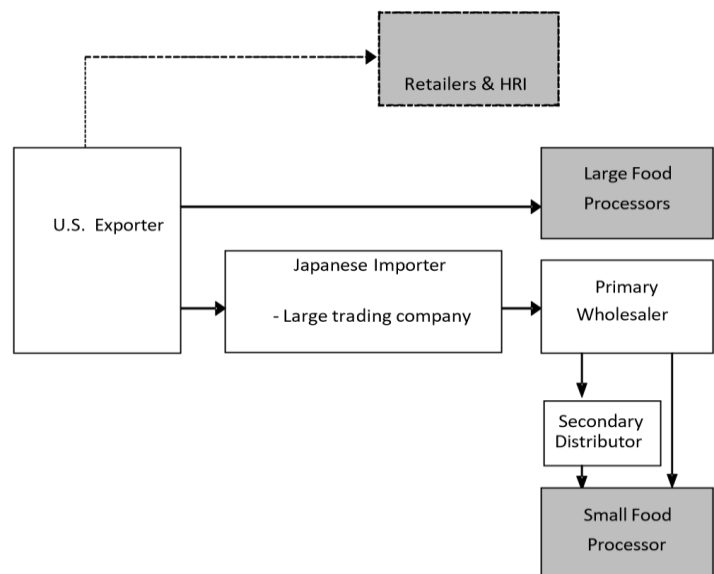 Retailers & HRI
Large Food
Processors
U.S. Exporter
Japanese Importer
- Large trading company
Primary
Wholesaler
Secondary
Distributor
Small Food
Processor